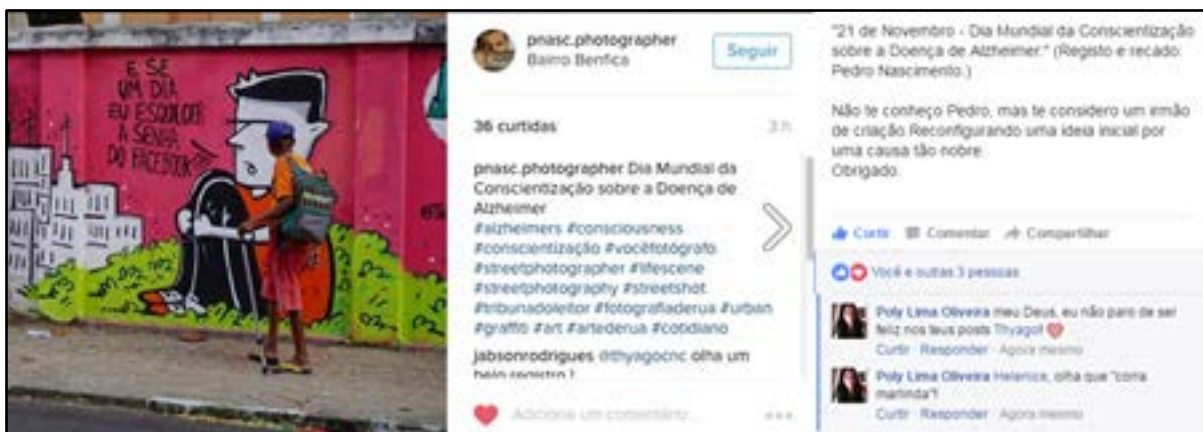 E SE
UM DIA
EU ESQUECER
A SENHA
DO FACEBOOK
pnasc.photographer
Bairro Benfica
Seguir
36 curtidas
3 h
pnasc.photographer Dia Mundial da
Conscientização sobre a Doença de
Alzheimer
#alzheimers #consciousness
#conscientização #vocêfotógrafo
#streetphotographer #lifescene
#streetphotography #streetshot
#tribunadoleitor #fotografiaderua #urban
#graffiti #art #artederua #cotidiano
jabsonrodrigues @thyagocnc olha um
belo registro !
Adicione um comentário...
"21 de Novembro - Dia Mundial da Conscientização
sobre a Doença de Alzheimer." (Registo e recado:
Pedro Nascimento.)
Não te conheço Pedro, mas te considero um irmão
de criação Reconfigurando uma ideia inicial por
uma causa tão nobre.
Obrigado.
Curtir Comentar Compartilhar
Você e outras 3 pessoas
Poly Lima Oliveira meu Deus, eu não paro de ser
feliz nos teus posts Thyago!!
Curtir Responder Agora mesmo
Poly Lima Oliveira Helenice, olha que "corra
marlinda"!
Curtir Responder Agora mesmo